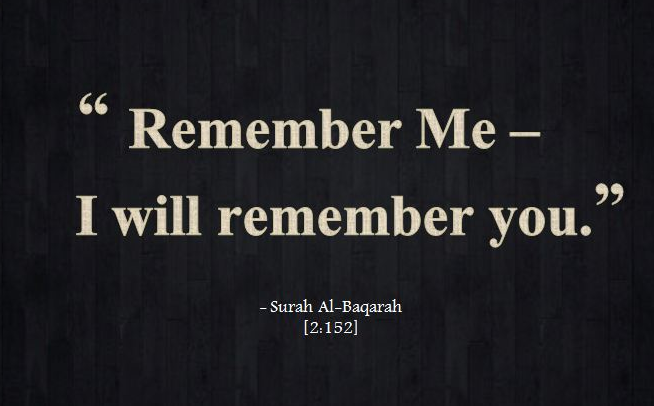 “ Remember Me –
I will remember you.”
– Surah Al-Baqarah
[2:152]